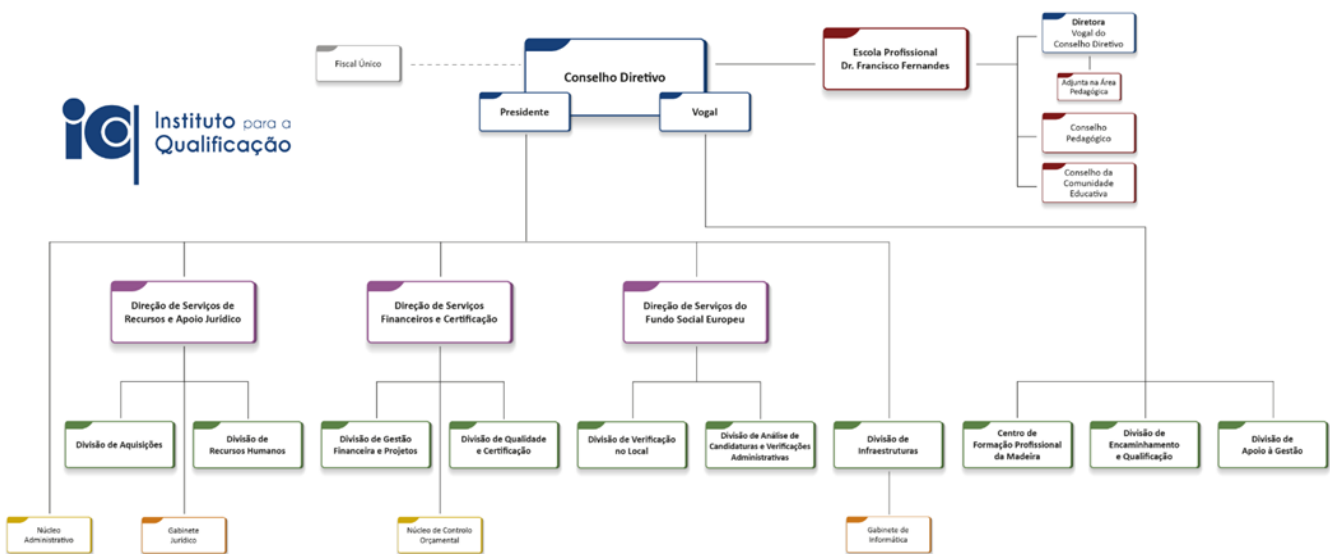 Fiscal Único
Conselho Diretivo
Presidente
Vogal
Escola Profissional
Dr. Francisco Fernandes
Diretora
Vogal do
Conselho Diretivo
Adjunta na Área
Pedagógica
Conselho
Pedagógico
Conselho da
Comunidade
Educativa
iq
Instituto para a
Qualificação
Direção de Serviços de
Recursos e Apoio Jurídico
Direção de Serviços
Financeiros e Certificação
Direção de Serviços do
Fundo Social Europeu
Divisão de Aquisições
Divisão de
Recursos Humanos
Divisão de Gestão
Financeira e Projetos
Divisão de Qualidade
e Certificação
Divisão de Verificação
no Local
Divisão de Análise de
Candidaturas e Verificações
Administrativas
Divisão de
Infraestruturas
Centro de
Formação Profissional
da Madeira
Divisão de
Encaminhamento
e Qualificação
Divisão de
Apoio à Gestão
Núcleo
Administrativo
Gabinete
Jurídico
Núcleo de Controlo
Orçamental
Gabinete de
Informática